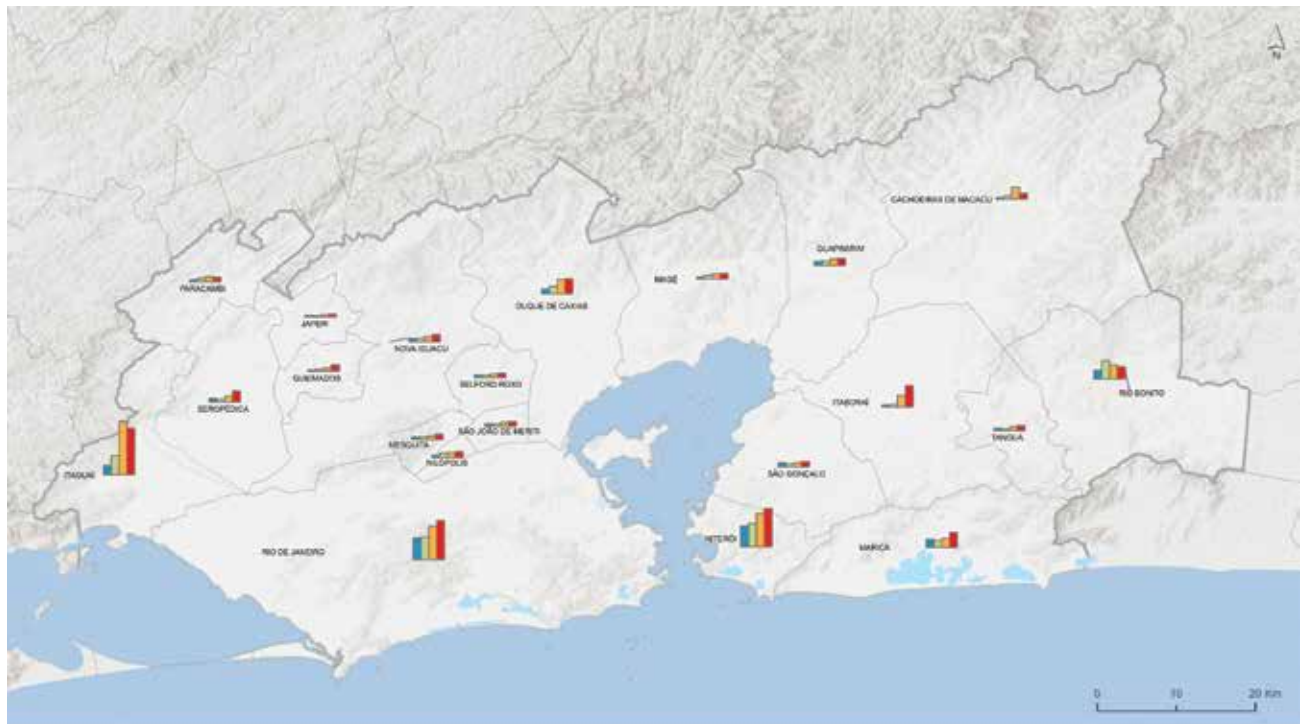 N
CACHOEIRAS DE MACACU
GUAPIMIRIM
MAGÉ
PARACAMBI
DUQUE DE CAXIAS
JAPERI
NOVA IGUAÇU
QUEIMADOS
BELFORD ROXO
SEROPÉDICA
RIO BONITO
ITABORAÍ
SÃO JOÃO DE MERITI
TANGUÁ
MESQUITA
NILÓPOLIS
ITAGUAÍ
SÃO GONÇALO
NITERÓI
MARICÁ
RIO DE JANEIRO
0 10 20 Km